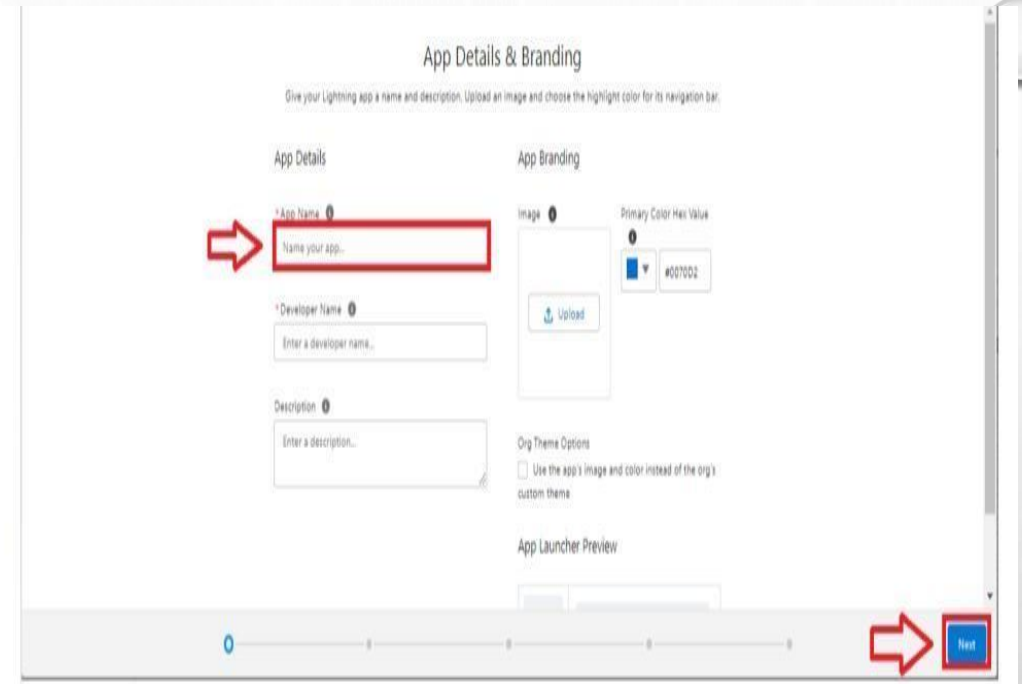 App Details & Branding
Give your Lightning app a name and description. Upload an image and choose the highlight color for its navigation bar.
App Details
App Branding
*App Name
Image
Primary Color Hex Value
Name your app...
#0070D2
Upload
*Developer Name
Enter a developer name...
Description
Enter a description...
Org Theme Options
Use the app's image and color instead of the org's
custom theme
App Launcher Preview
Next